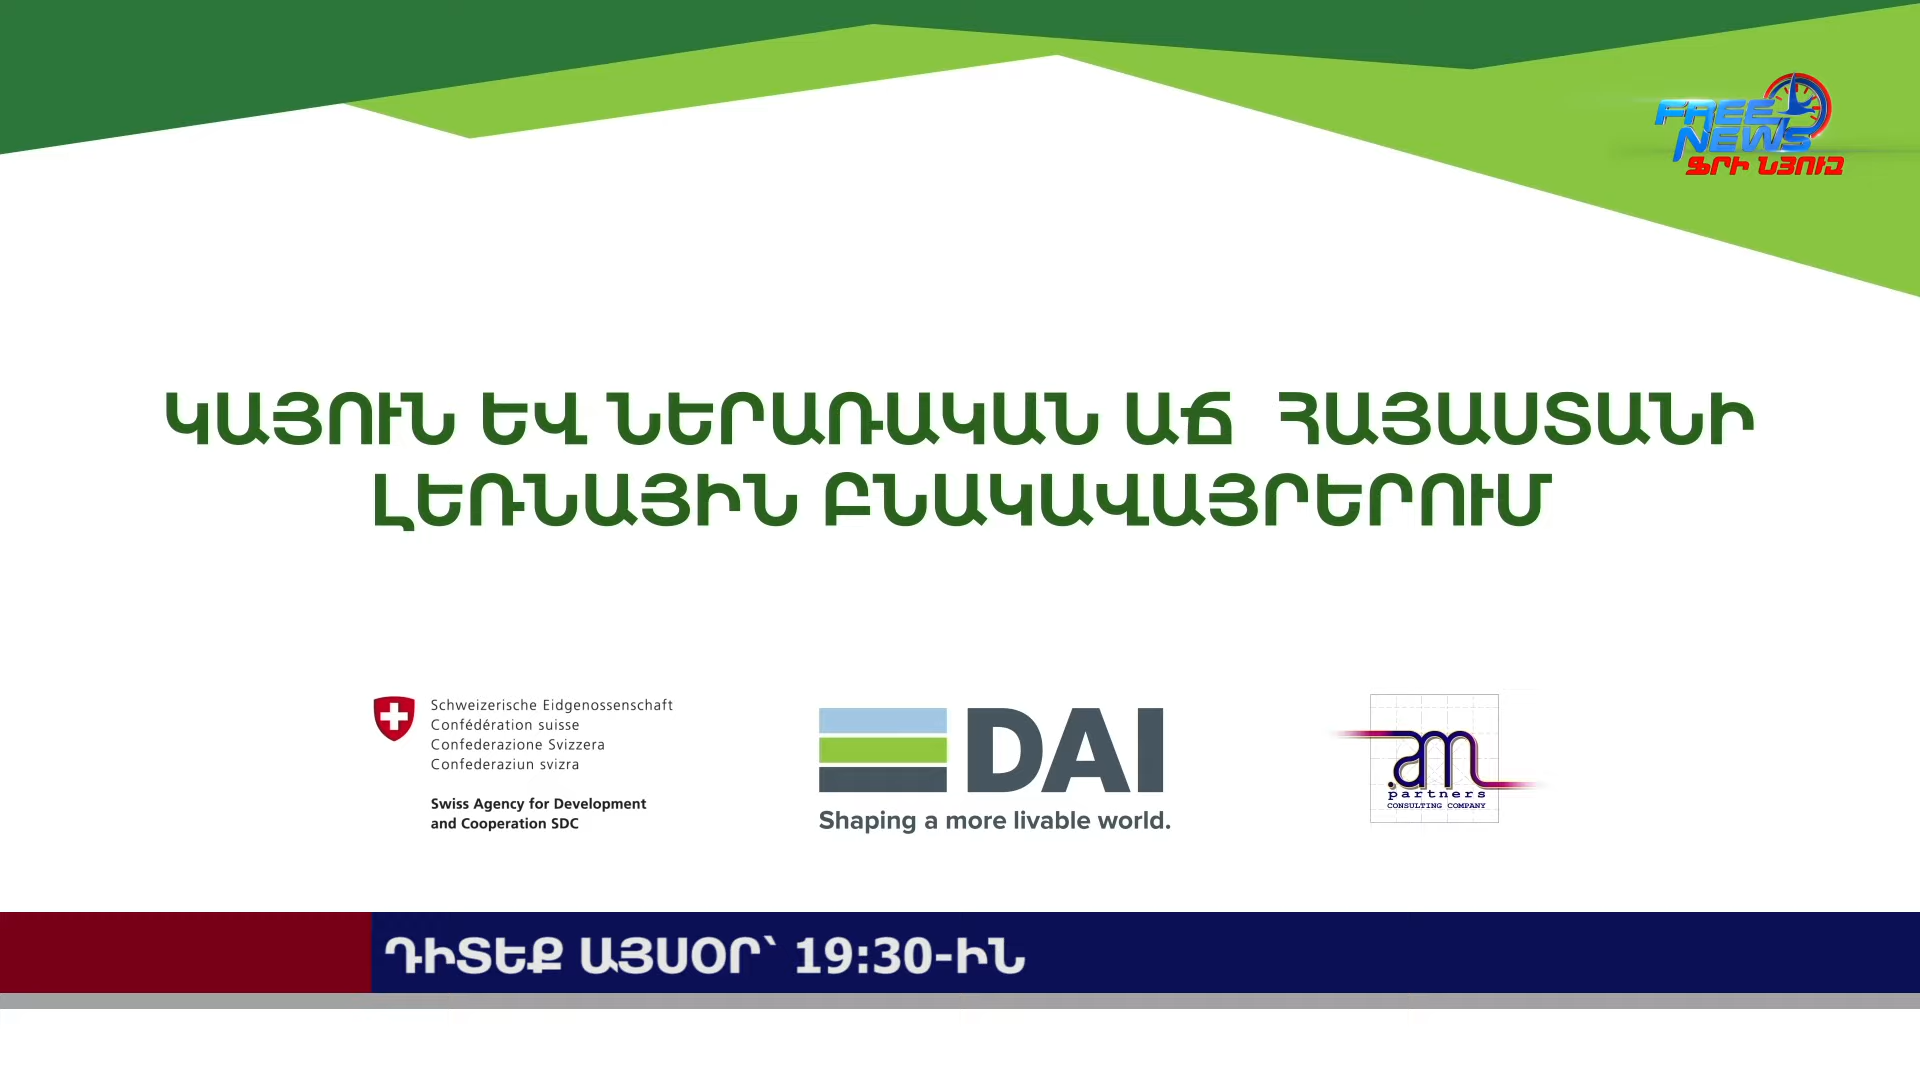 FREE
NEWS
ՖՐԻ ՆՅՈՒԶ
ԿԱՅՈՒՆ ԵՎ ՆԵՐԱՌԱԿԱՆ ԱՃ ՀԱՅԱՍՏԱՆԻ
ԼԵՌՆԱՅԻՆ ԲՆԱԿԱՎԱՅՐԵՐՈՒՄ
Schweizerische Eidgenossenschaft
Confédération suisse
Confederazione Svizzera
Confederaziun svizra
Swiss Agency for Development
and Cooperation SDC
DAI
Shaping a more livable world.
.am
partners
CONSULTING COMPANY
ԴԻՏԵՔ ԱՅՍՕՐ՝ 19:30-ԻՆ